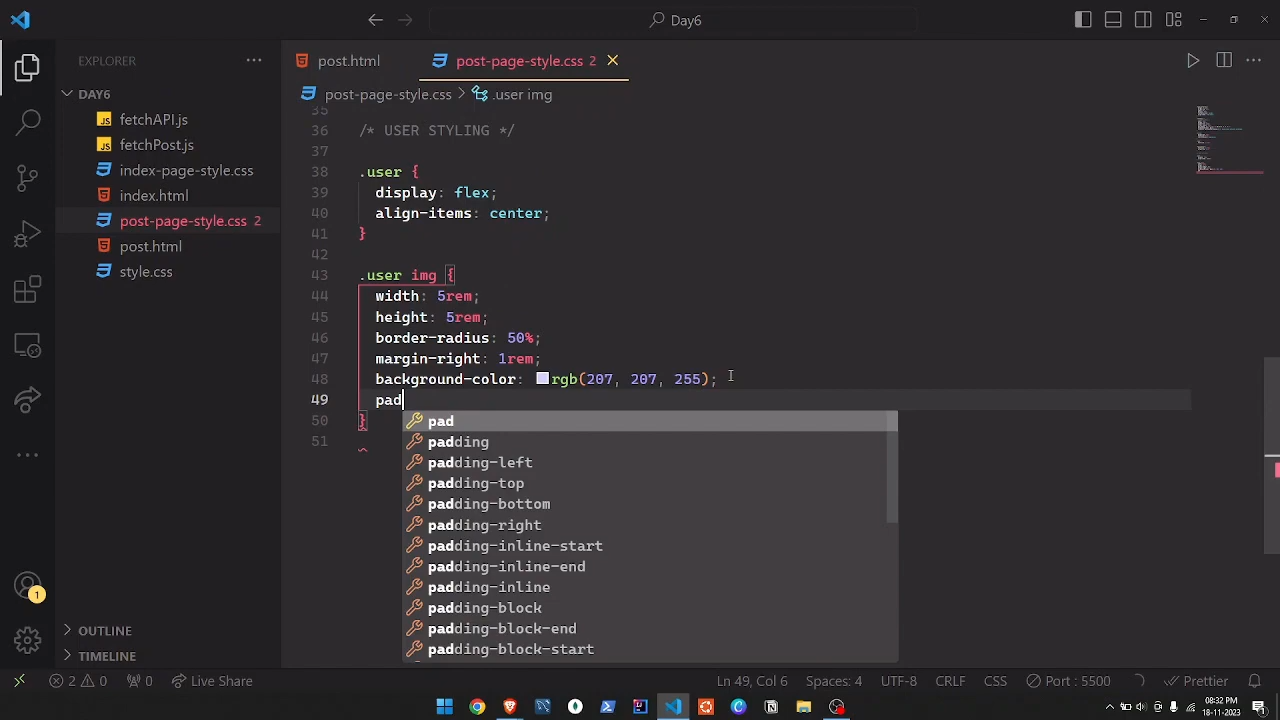 Day6
EXPLORER
post.html
post-page-style.css 2
DAY6
post-page-style.css > .user img
fetchAPI.js
fetchPost.js
index-page-style.css
index.html
post-page-style.css 2
post.html
style.css
35
36 /* USER STYLING */
37
38 .user {
39 display: flex;
40 align-items: center;
41 }
42
43 .user img {
44 width: 5rem;
45 height: 5rem;
46 border-radius: 50%;
47 margin-right: 1rem;
48 background-color: rgb(207, 207, 255);
49 pad
50 }
51
pad
padding
padding-left
padding-top
padding-bottom
padding-right
padding-inline-start
padding-inline-end
padding-inline
padding-block
padding-block-end
padding-block-start
1
OUTLINE
TIMELINE
2 0 0 Live Share Ln 49, Col 6 Spaces: 4 UTF-8 CRLF CSS Port : 5500 Prettier
08:32 PM
18-11-2023